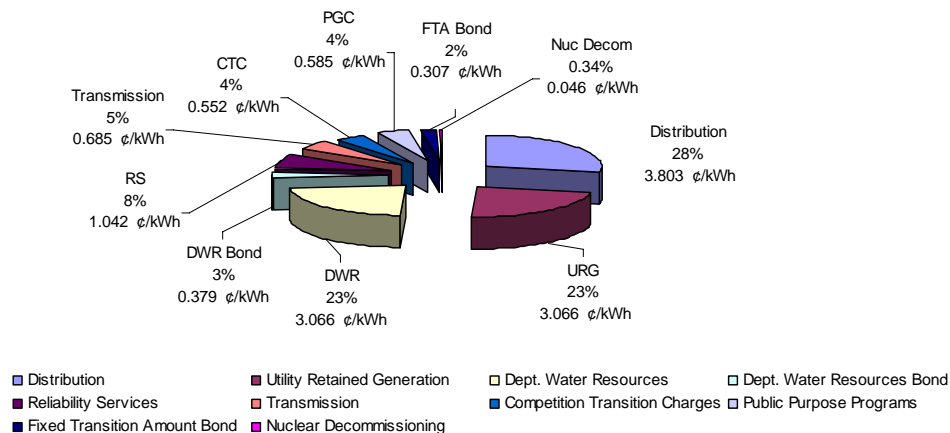 PGC
4%
0.585 ¢/kWh
FTA Bond
2%
0.307 ¢/kWh
Nuc Decom
0.34%
0.046 ¢/kWh
CTC
4%
0.552 ¢/kWh
Transmission
5%
0.685 ¢/kWh
Distribution
28%
3.803 ¢/kWh
RS
8%
1.042 ¢/kWh
DWR Bond
3%
0.379 ¢/kWh
DWR
23%
3.066 ¢/kWh
URG
23%
3.066 ¢/kWh
Distribution
Utility Retained Generation
Dept. Water Resources
Dept. Water Resources Bond
Reliability Services
Transmission
Competition Transition Charges
Public Purpose Programs
Fixed Transition Amount Bond
Nuclear Decommissioning